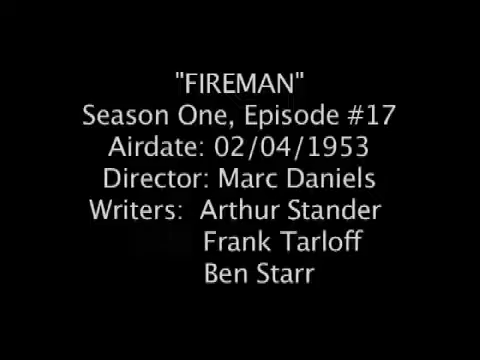 "FIREMAN"
Season One, Episode #17
Airdate: 02/04/1953
Director: Marc Daniels
Writers: Arthur Stander
Frank Tarloff
Ben Starr